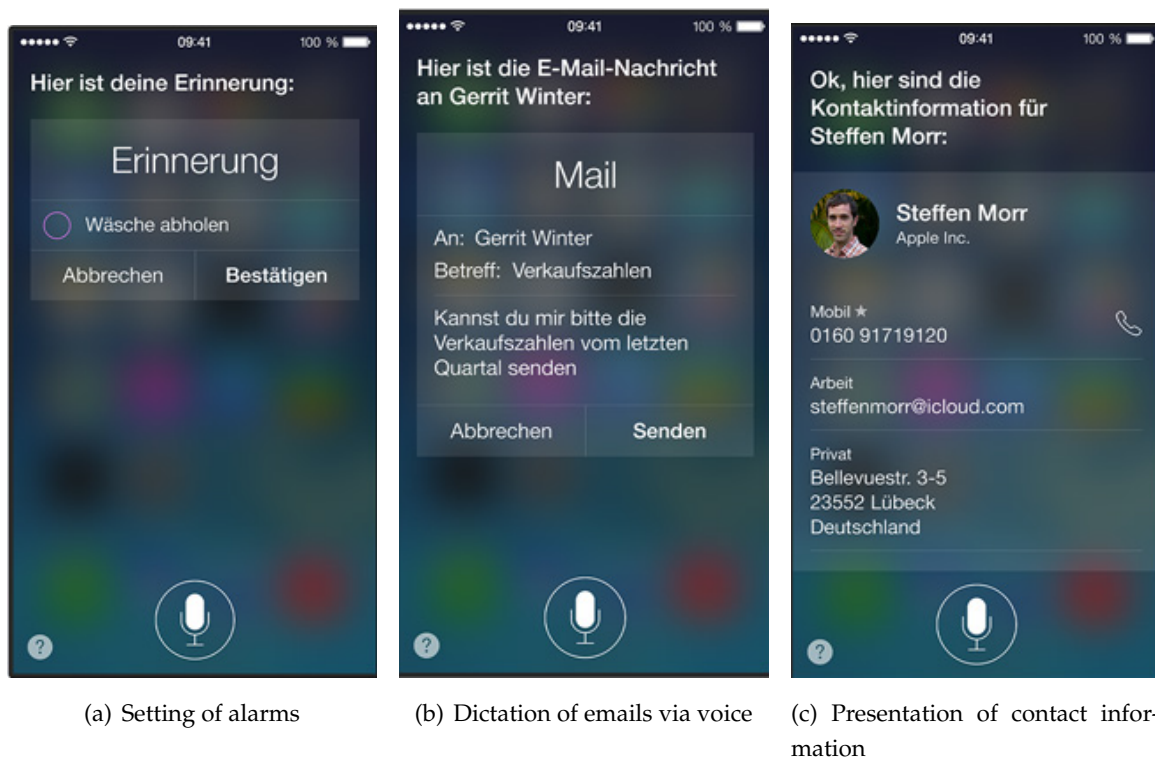 09:41 100 %
Hier ist deine Erinnerung:
Erinnerung
Wäsche abholen
Abbrechen Bestätigen
?
(a) Setting of alarms
09:41 100 %
Hier ist die E-Mail-Nachricht
an Gerrit Winter:
Mail
An: Gerrit Winter
Betreff: Verkaufszahlen
Kannst du mir bitte die
Verkaufszahlen vom letzten
Quartal senden
Abbrechen Senden
?
(b) Dictation of emails via voice
09:41 100 %
Ok, hier sind die
Kontaktinformation für
Steffen Morr:
Steffen Morr
Apple Inc.
Mobil ★
0160 91719120
Arbeit
steffenmorr@icloud.com
Privat
Bellevuestr. 3-5
23552 Lübeck
Deutschland
?
(c) Presentation of contact infor-
mation